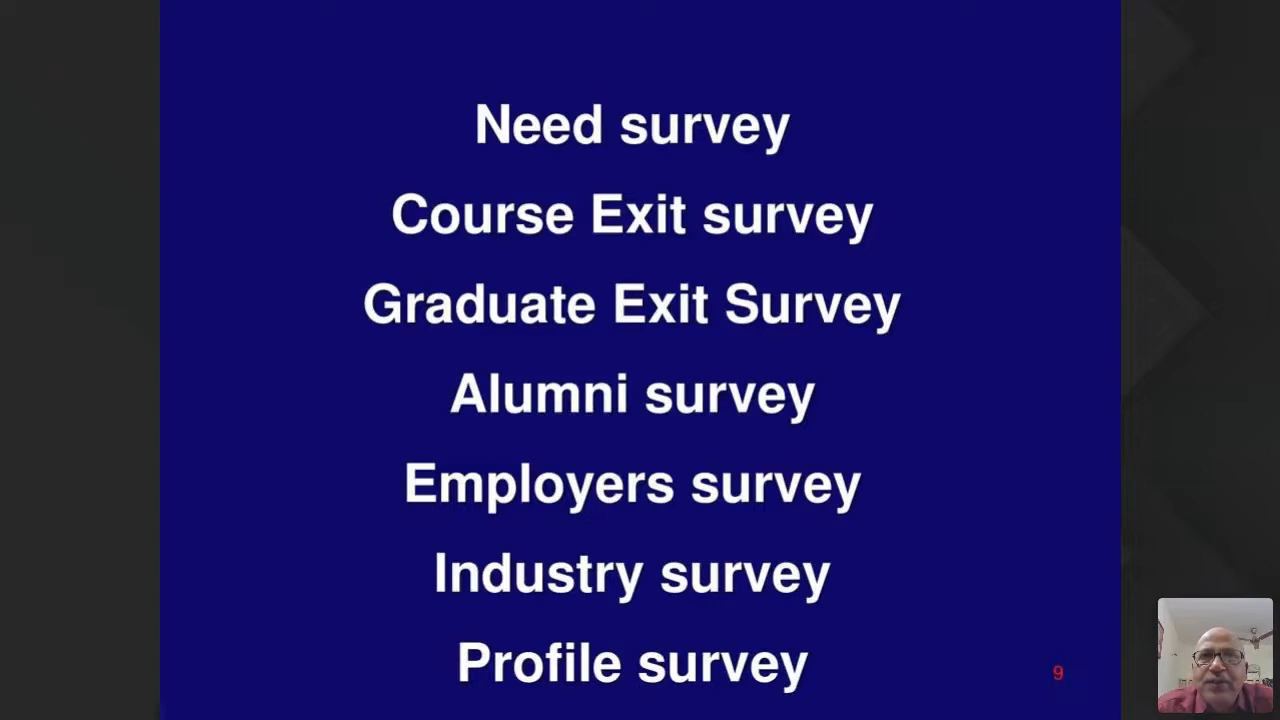 Need survey
Course Exit survey
Graduate Exit Survey
Alumni survey
Employers survey
Industry survey
Profile survey
9